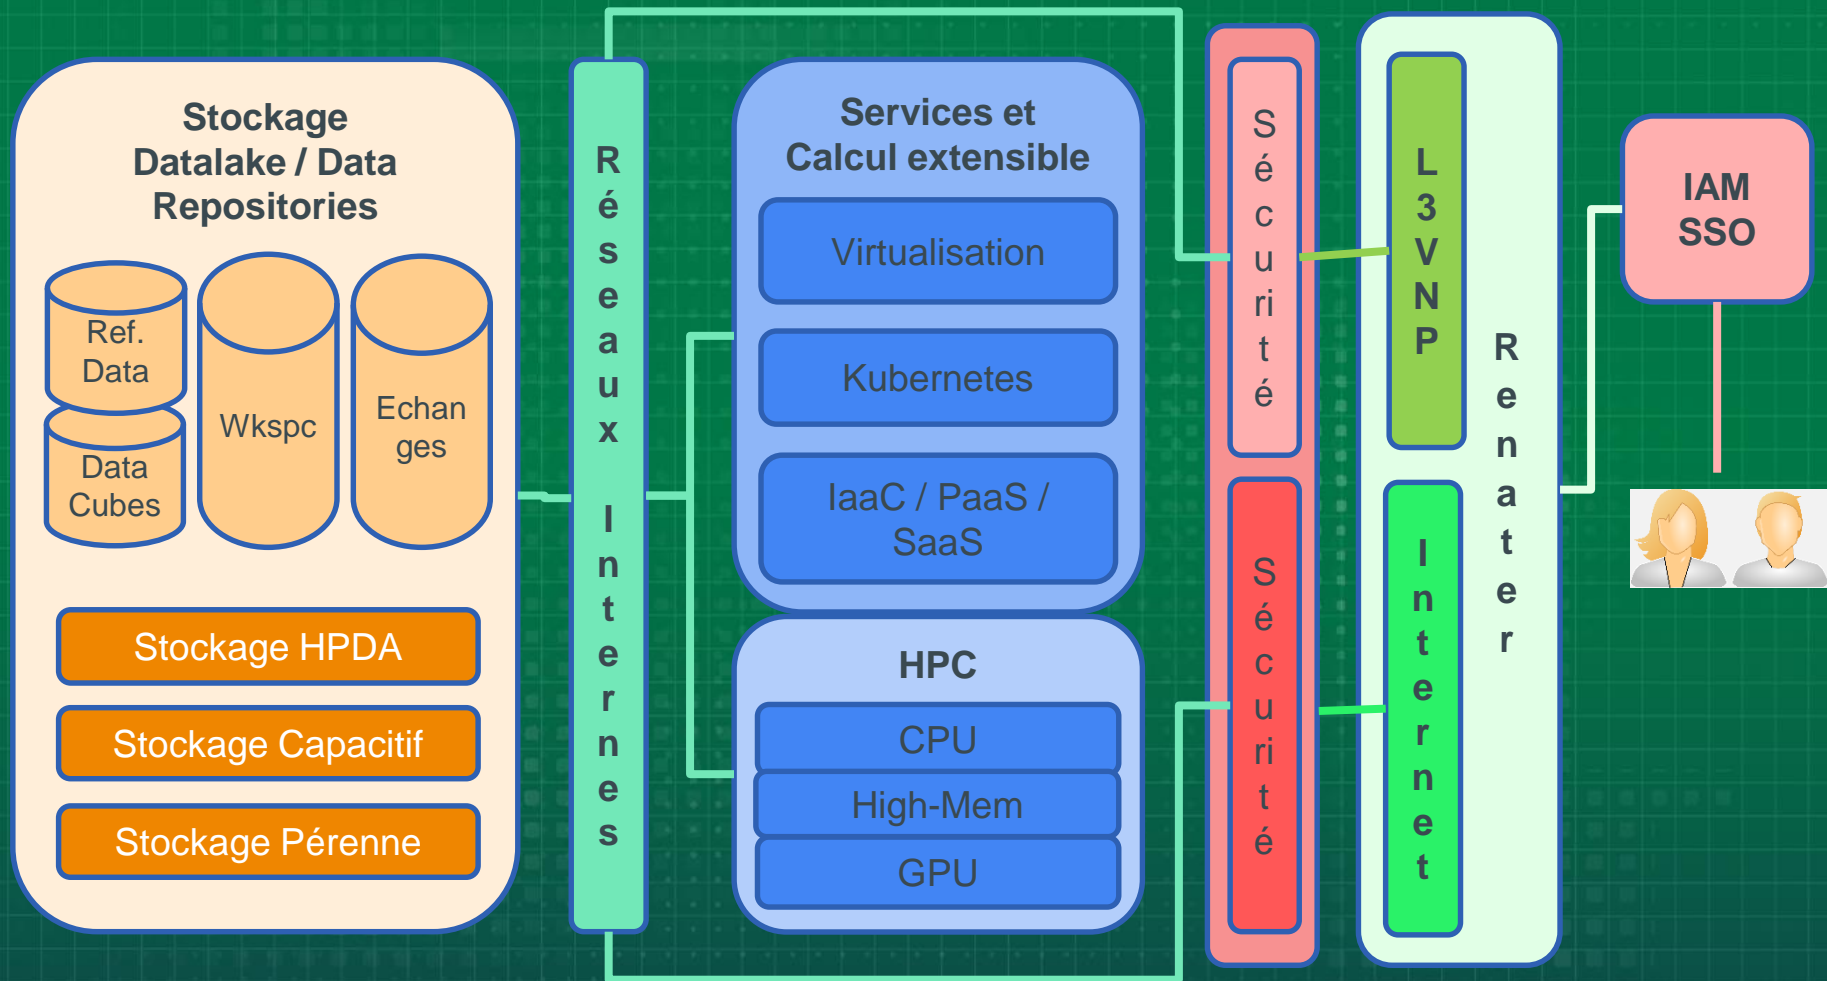 Stockage
Datalake / Data
Repositories
Ref.
Data
Data
Cubes
Wkspc
Echan
ges
Stockage HPDA
Stockage Capacitif
Stockage Pérenne
Réseaux Internes
Services et
Calcul extensible
Virtualisation
Kubernetes
IaaC / PaaS /
SaaS
HPC
CPU
High-Mem
GPU
Sécurité
Sécurité
L3VNP
Internet
Renater
IAM
SSO